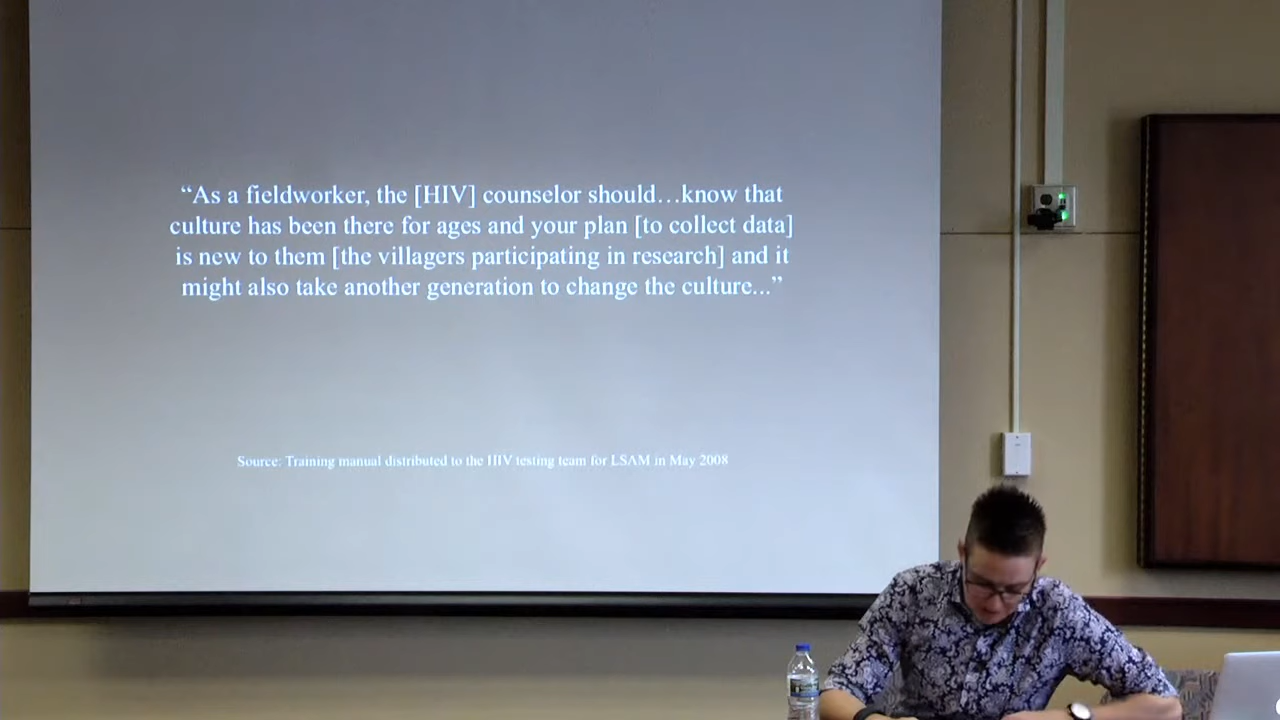 “As a fieldworker, the [HIV] counselor should…know that
culture has been there for ages and your plan [to collect data]
is new to them [the villagers participating in research] and it
might also take another generation to change the culture...”
Source: Training manual distributed to the HIV testing team for LSAM in May 2008